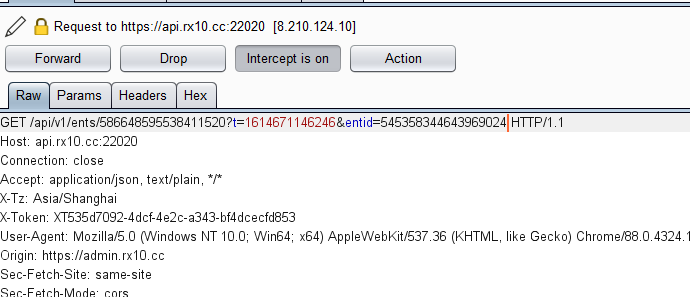 Request to https://api.rx10.cc:22020 [8.210.124.10]
Forward Drop Intercept is on Action
Raw Params Headers Hex
GET /api/v1/ents/586648595538411520?t=1614671146246&entid=545358344643969024 HTTP/1.1
Host: api.rx10.cc:22020
Connection: close
Accept: application/json, text/plain, */*
X-Tz: Asia/Shanghai
X-Token: XT535d7092-4dcf-4e2c-a343-bf4dcecfd853
User-Agent: Mozilla/5.0 (Windows NT 10.0; Win64; x64) AppleWebKit/537.36 (KHTML, like Gecko) Chrome/88.0.4324.1
Origin: https://admin.rx10.cc
Sec-Fetch-Site: same-site
Sec-Fetch-Mode: cors